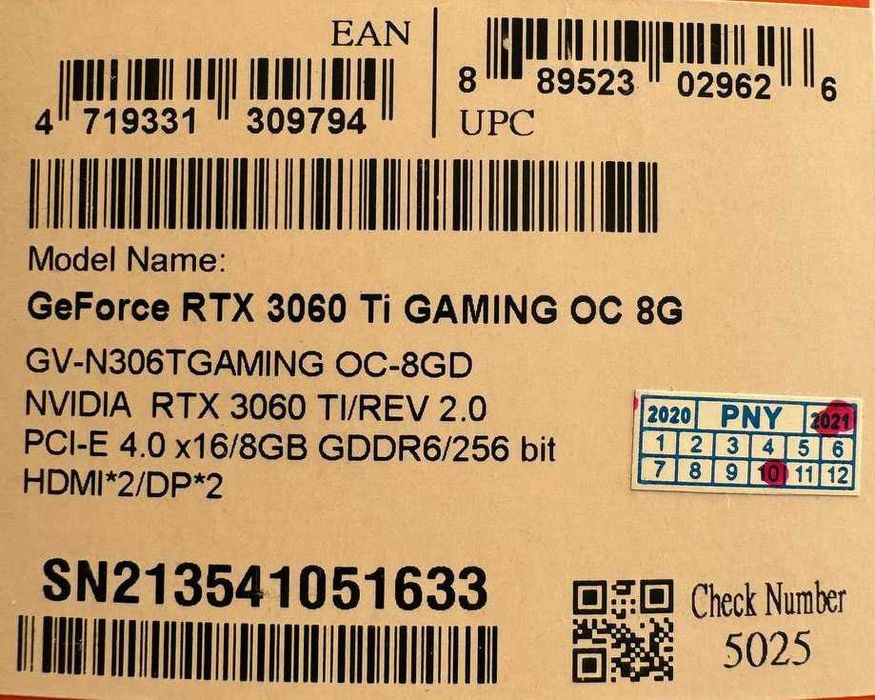 EAN
4 719331 309794
8 89523 02962 6
UPC
Model Name:
GeForce RTX 3060 Ti GAMING OC 8G
GV-N306TGAMING OC-8GD
NVIDIA RTX 3060 TI/REV 2.0
PCI-E 4.0 x16/8GB GDDR6/256 bit
HDMI*2/DP*2
2020 PNY 2021
1 2 3 4 5 6
7 8 9 10 11 12
SN213541051633
Check Number
5025